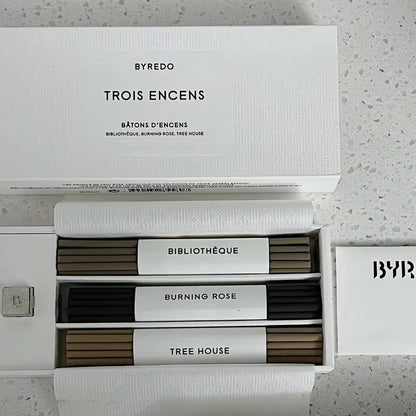 BYREDO
TROIS ENCENS
BÂTONS D'ENCENS
BIBLIOTHÈQUE, BURNING ROSE, TREE HOUSE
BIBLIOTHÈQUE
BURNING ROSE
TREE HOUSE
BYR